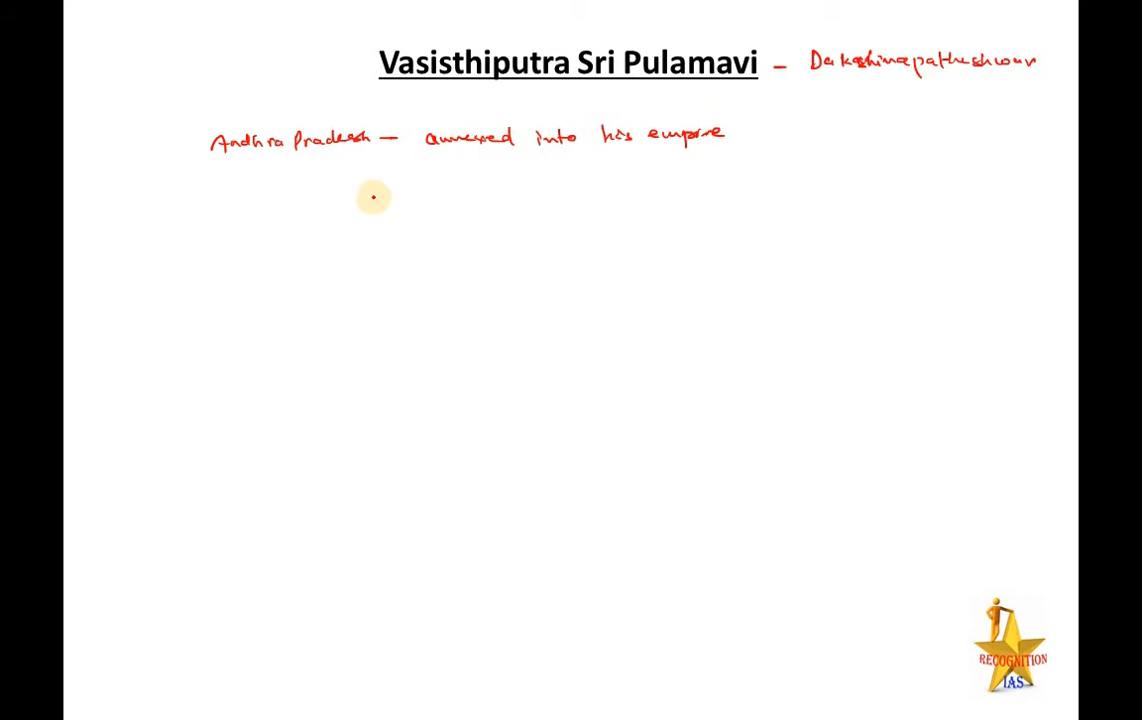 Vasisthiputra Sri Pulamavi - Dakshinapatheshwar
Andhra Pradesh - annexed into his empire
RECOGNITION
IAS